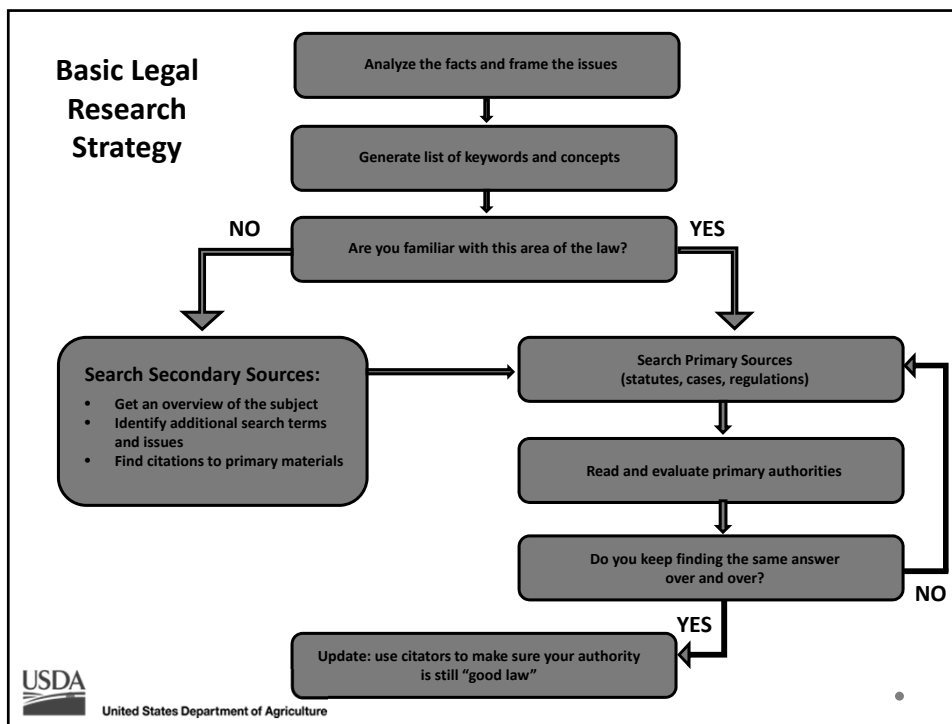 Basic Legal
Research
Strategy
Analyze the facts and frame the issues
Generate list of keywords and concepts
NO
YES
Are you familiar with this area of the law?
Search Secondary Sources:
• Get an overview of the subject
• Identify additional search terms
and issues
• Find citations to primary materials
Search Primary Sources
(statutes, cases, regulations)
Read and evaluate primary authorities
Do you keep finding the same answer
over and over?
NO
YES
Update: use citators to make sure your authority
is still “good law”
USDA
United States Department of Agriculture